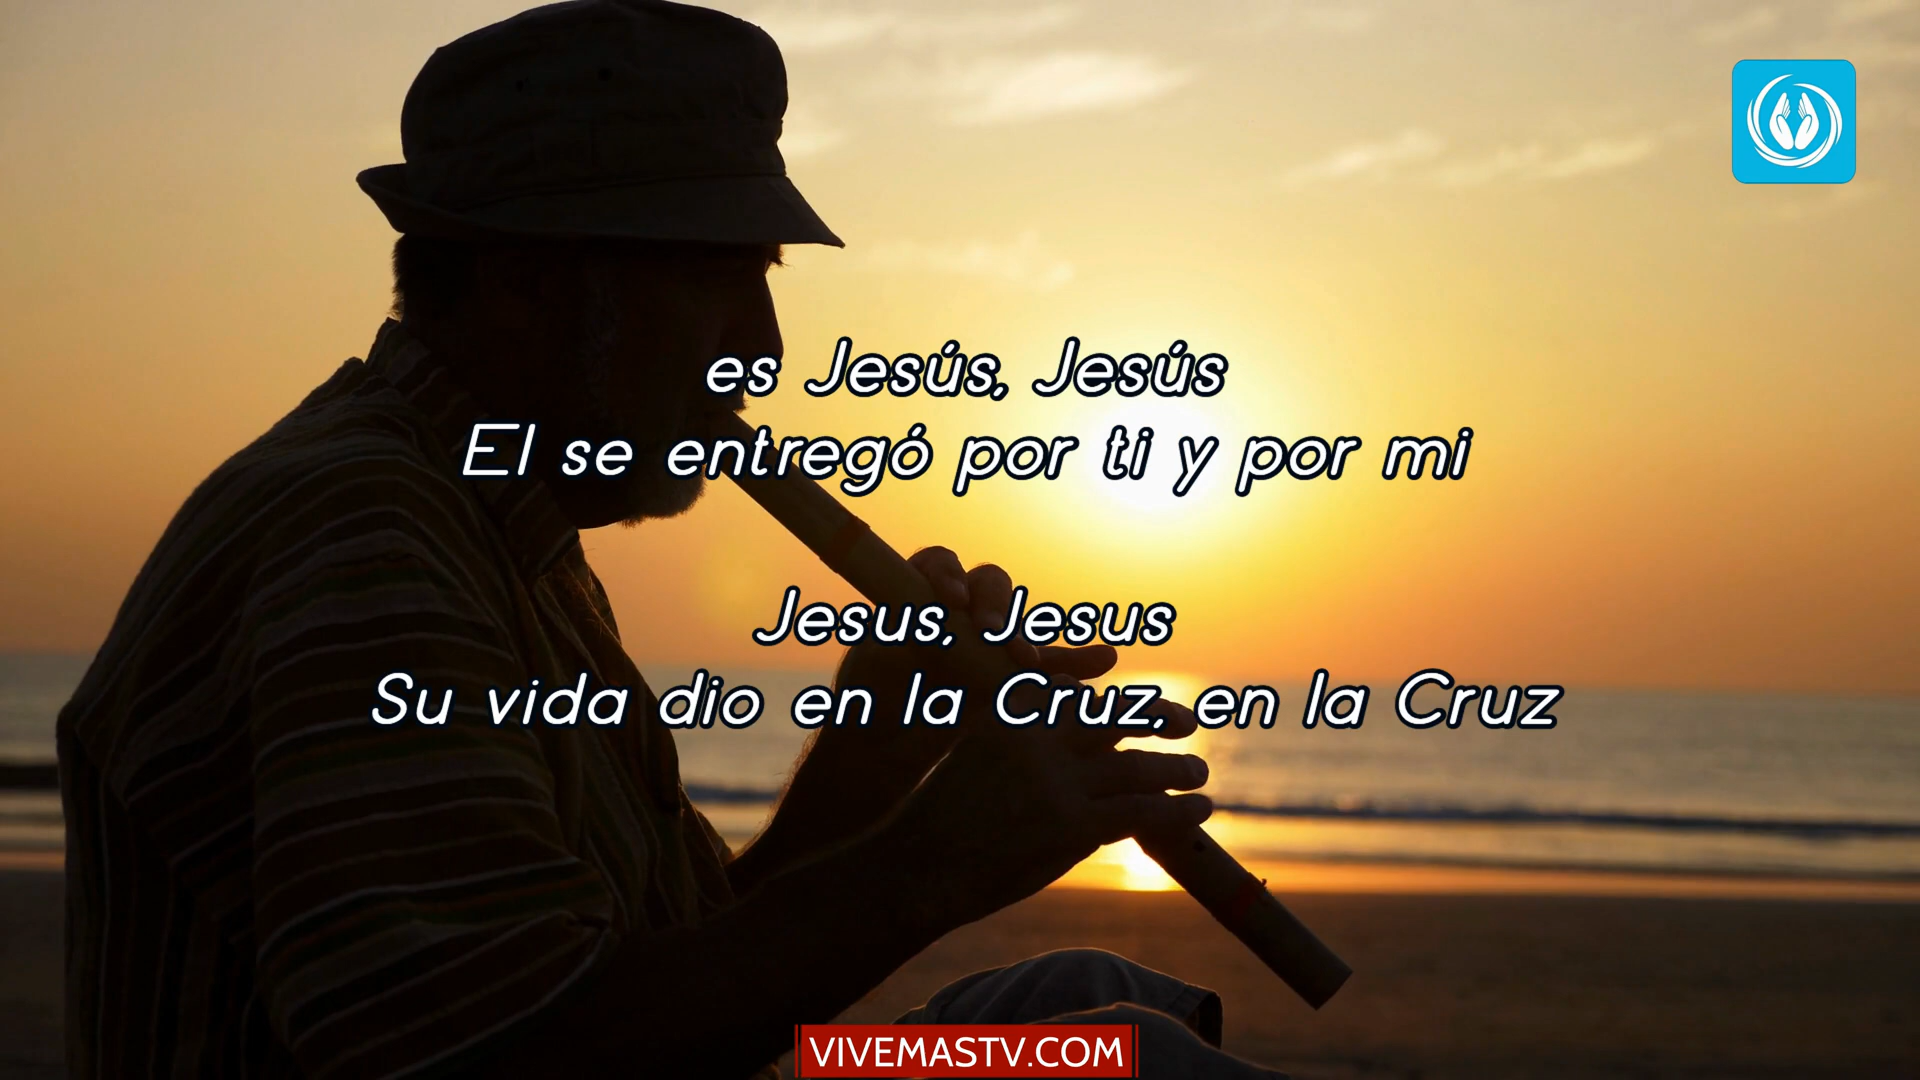 es Jesús, Jesús
El se entregó por ti y por mi
Jesus, Jesus
Su vida dio en la Cruz, en la Cruz
VIVEMASTV.COM